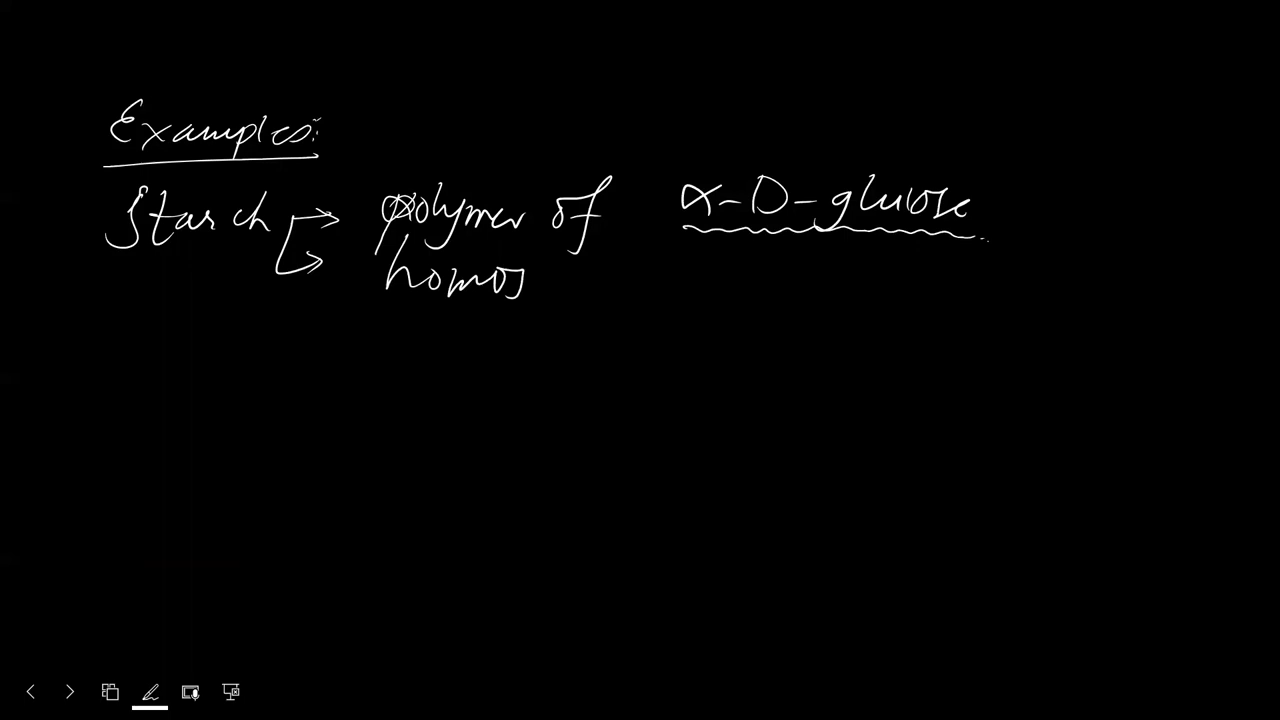 Examples:
Starch → polymer of α-D-glucose
→ homos